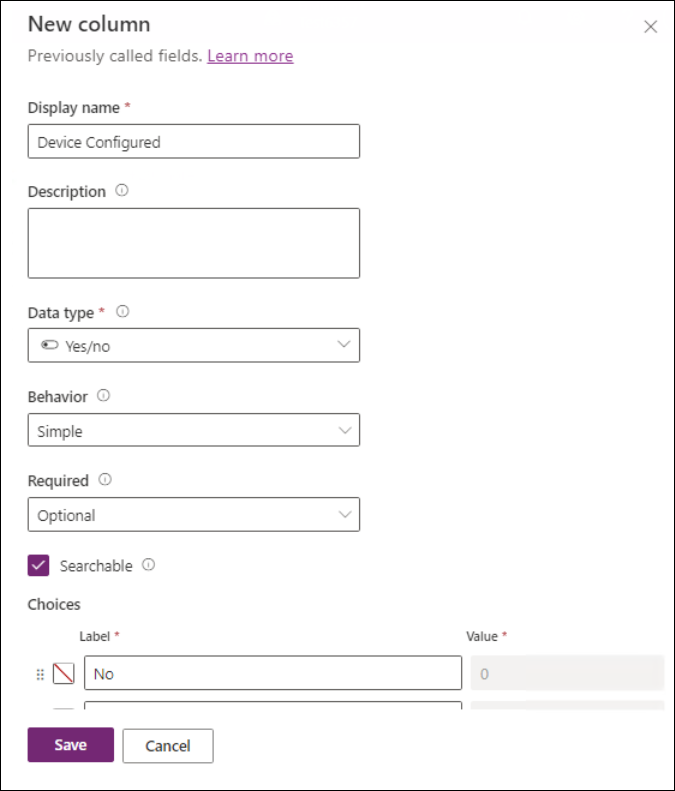 New column
Previously called fields. Learn more
Display name *
Device Configured
Description
Data type *
Yes/no
Behavior
Simple
Required
Optional
Searchable
Choices
Label * Value *
No 0
Save Cancel